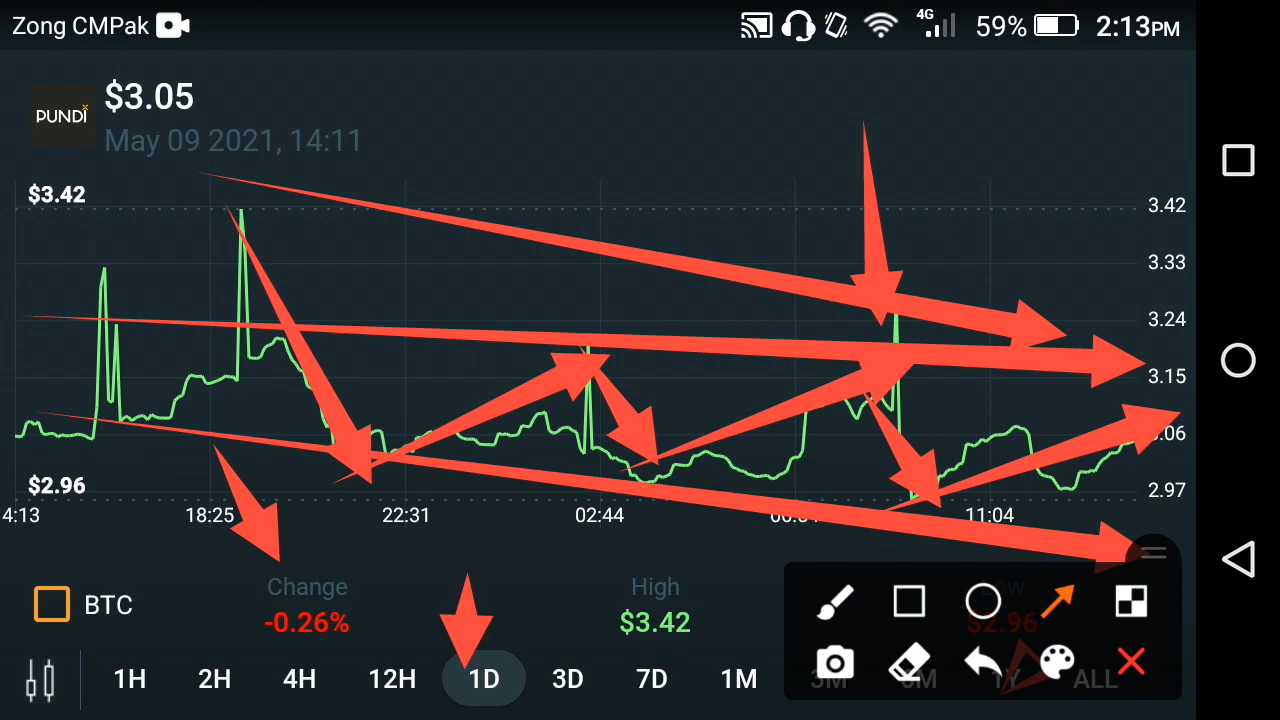 Zong CMPak 4G 59% 2:13PM
PUNDI X $3.05
May 09 2021, 14:11
$3.42 3.42
3.33
3.24
3.15
.06
$2.96 2.97
4:13 18:25 22:31 02:44 11:04
BTC Change High
-0.26% $3.42 $2.96
1H 2H 4H 12H 1D 3D 7D 1M 3M 6M 1Y ALL